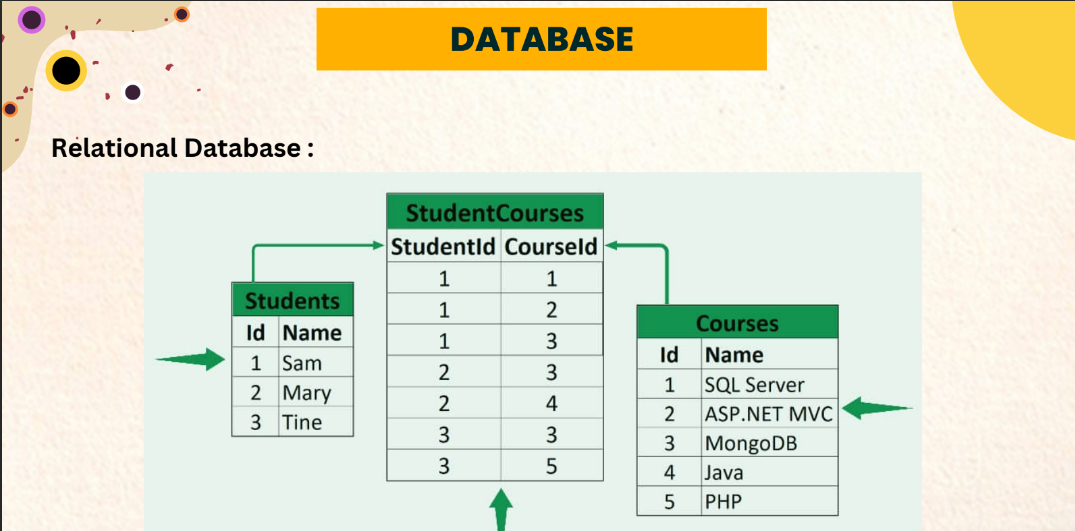 DATABASE
Relational Database :
StudentCourses
StudentId CourseId
1 1
1 2
1 3
2 3
2 4
3 3
3 5
Students
Id Name
1 Sam
2 Mary
3 Tine
Courses
Id Name
1 SQL Server
2 ASP.NET MVC
3 MongoDB
4 Java
5 PHP